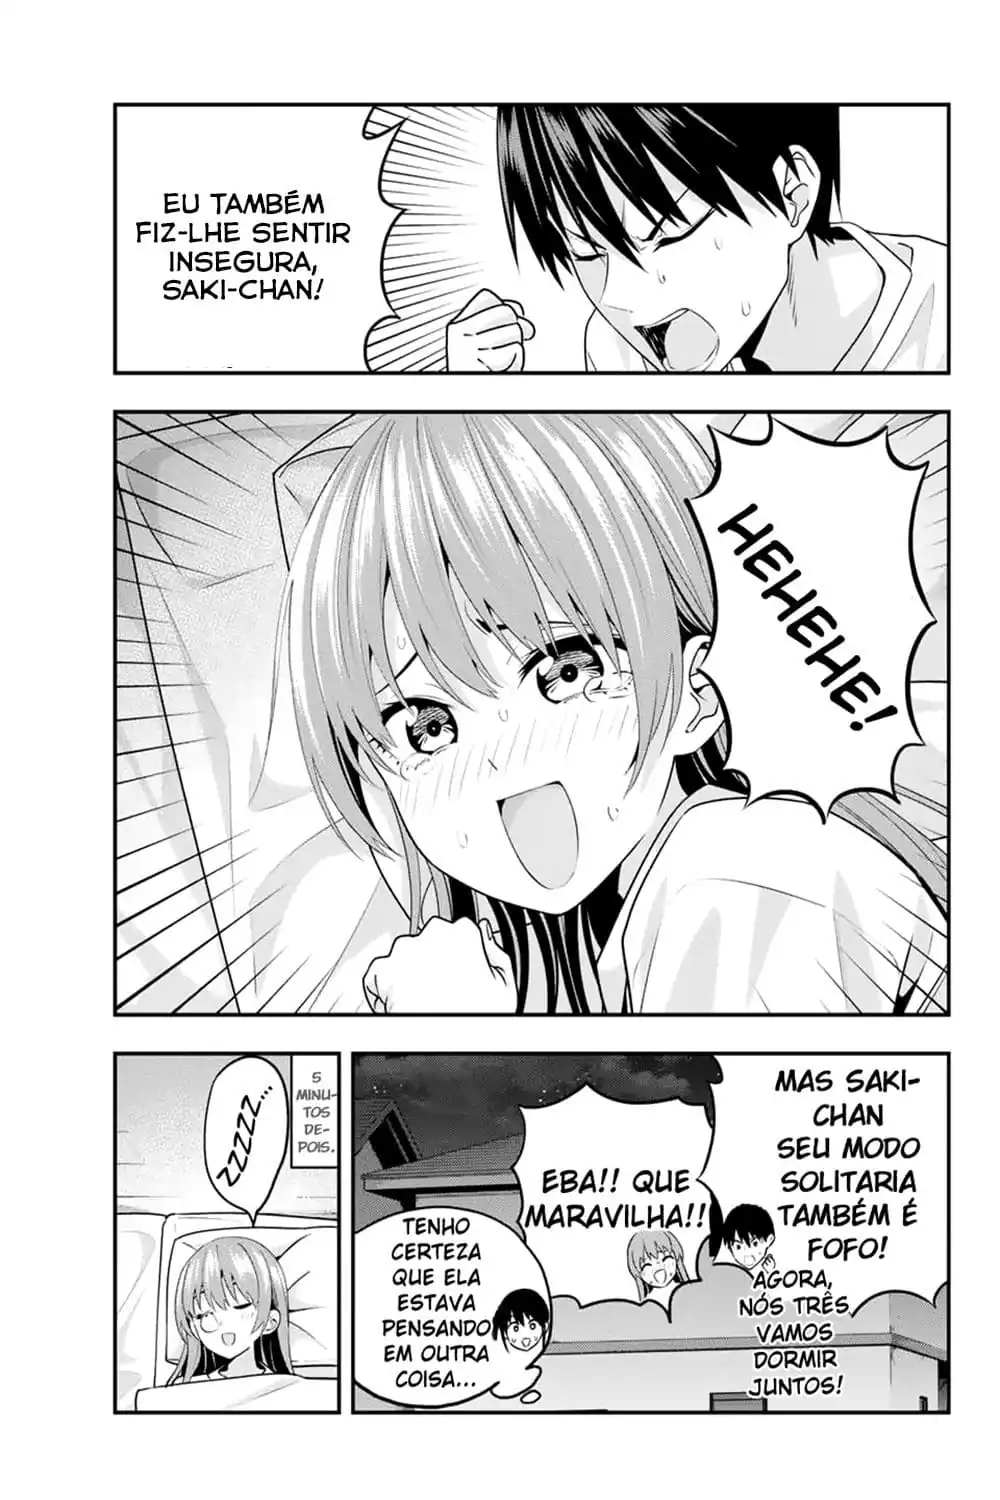 EU TAMBÉM
FIZ-LHE SENTIR
INSEGURA,
SAKI-CHAN!
HEHEHE!
MAS SAKI-
CHAN
SEU MODO
SOLITARIA
TAMBÉM É
FOFO!
AGORA,
NÓS TRÊS,
VAMOS
DORMIR
JUNTOS!
EBA!! QUE
MARAVILHA!!
TENHO
CERTEZA
QUE ELA
ESTAVA
PENSANDO
EM OUTRA
COISA...
5
MINU-
TOS
DE-
POIS.
ZZZZZ...